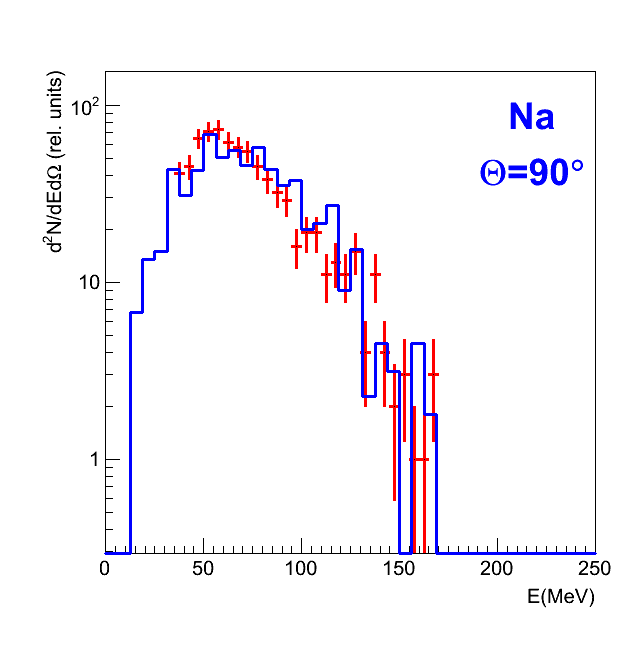 d²N/dEdΩ (rel. units)
10²
10
1
Na
Θ=90°
0 50 100 150 200 250
E(MeV)